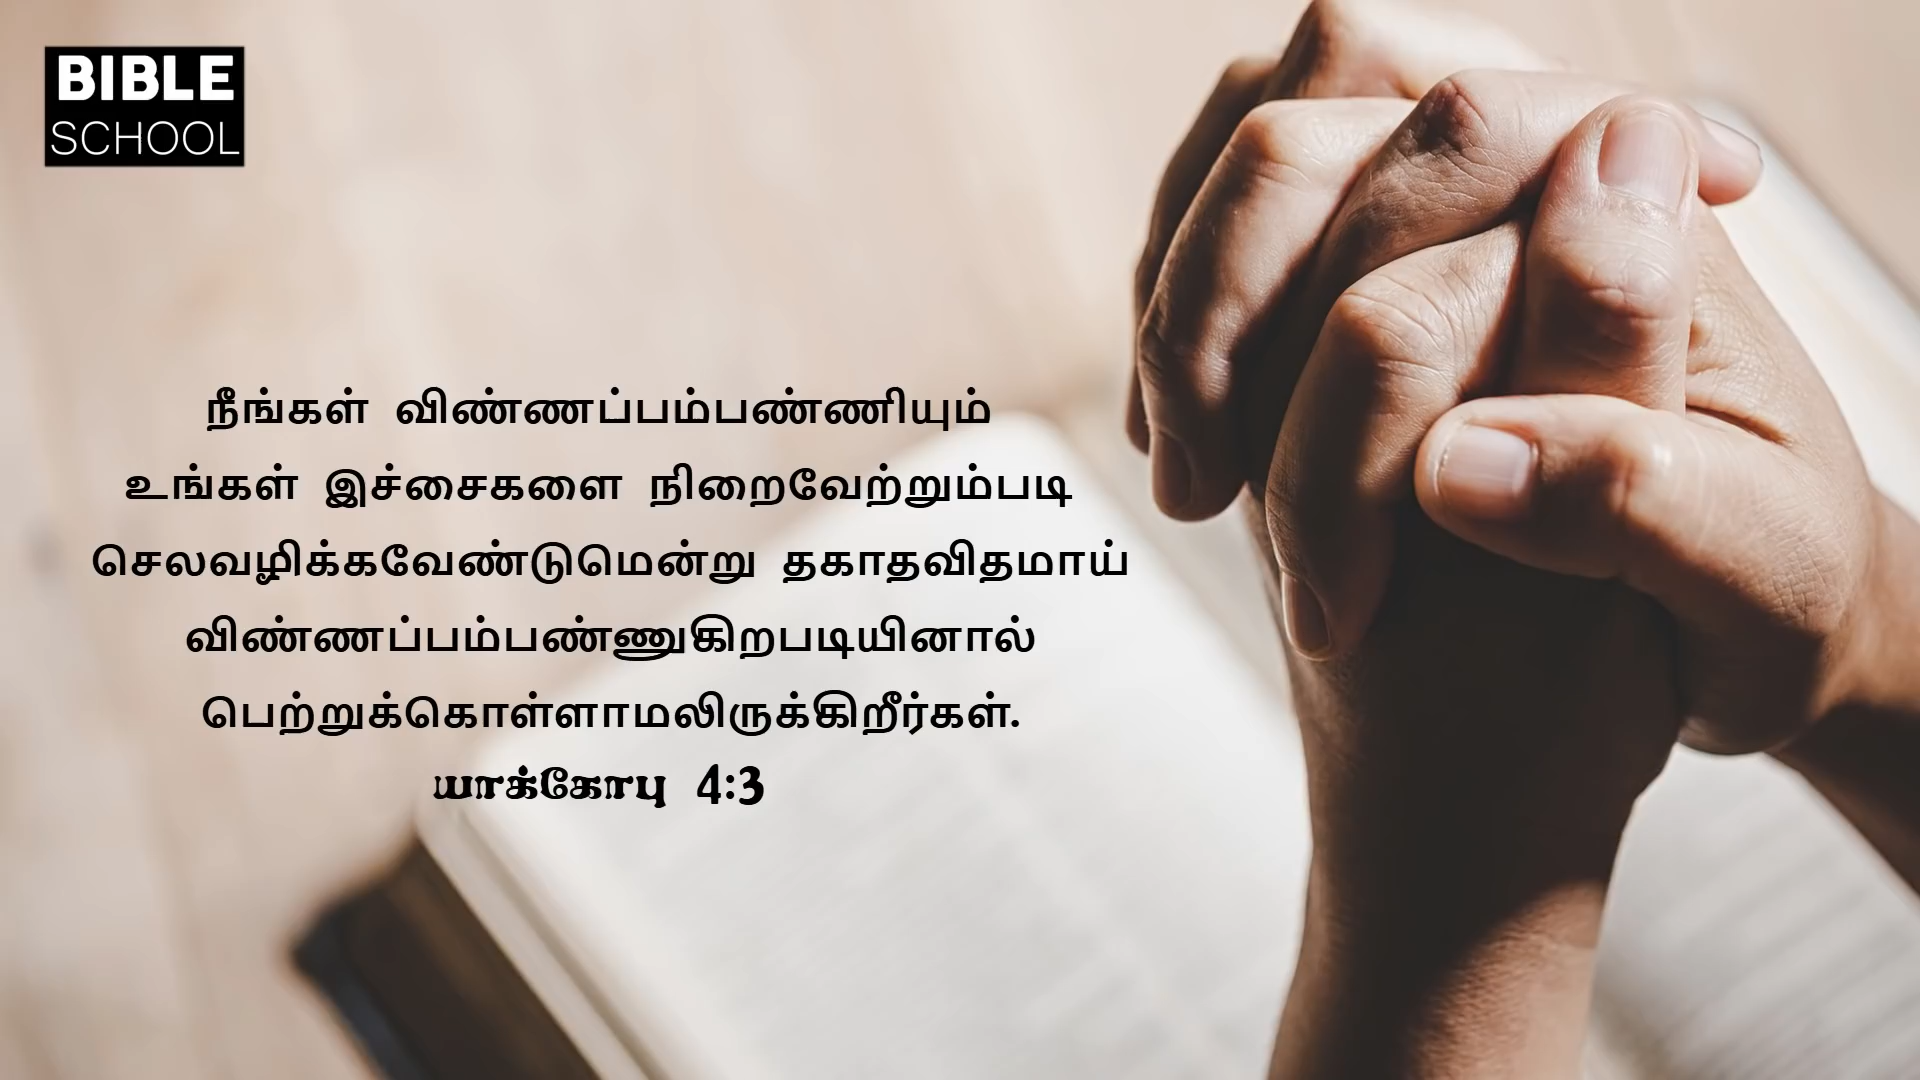 BIBLE
SCHOOL
நீங்கள் விண்ணப்பம்பண்ணியும்
உங்கள் இச்சைகளை நிறைவேற்றும்படி
செலவழிக்கவேண்டுமென்று தகாதவிதமாய்
விண்ணப்பம்பண்ணுகிறபடியினால்
பெற்றுக்கொள்ளாமலிருக்கிறீர்கள்.
யாக்கோபு 4:3